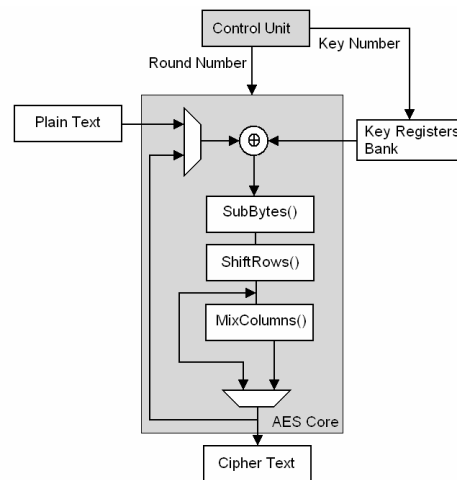 Control Unit
Key Number
Round Number
Plain Text
Key Registers
Bank
⊕
SubBytes()
ShiftRows()
MixColumns()
AES Core
Cipher Text